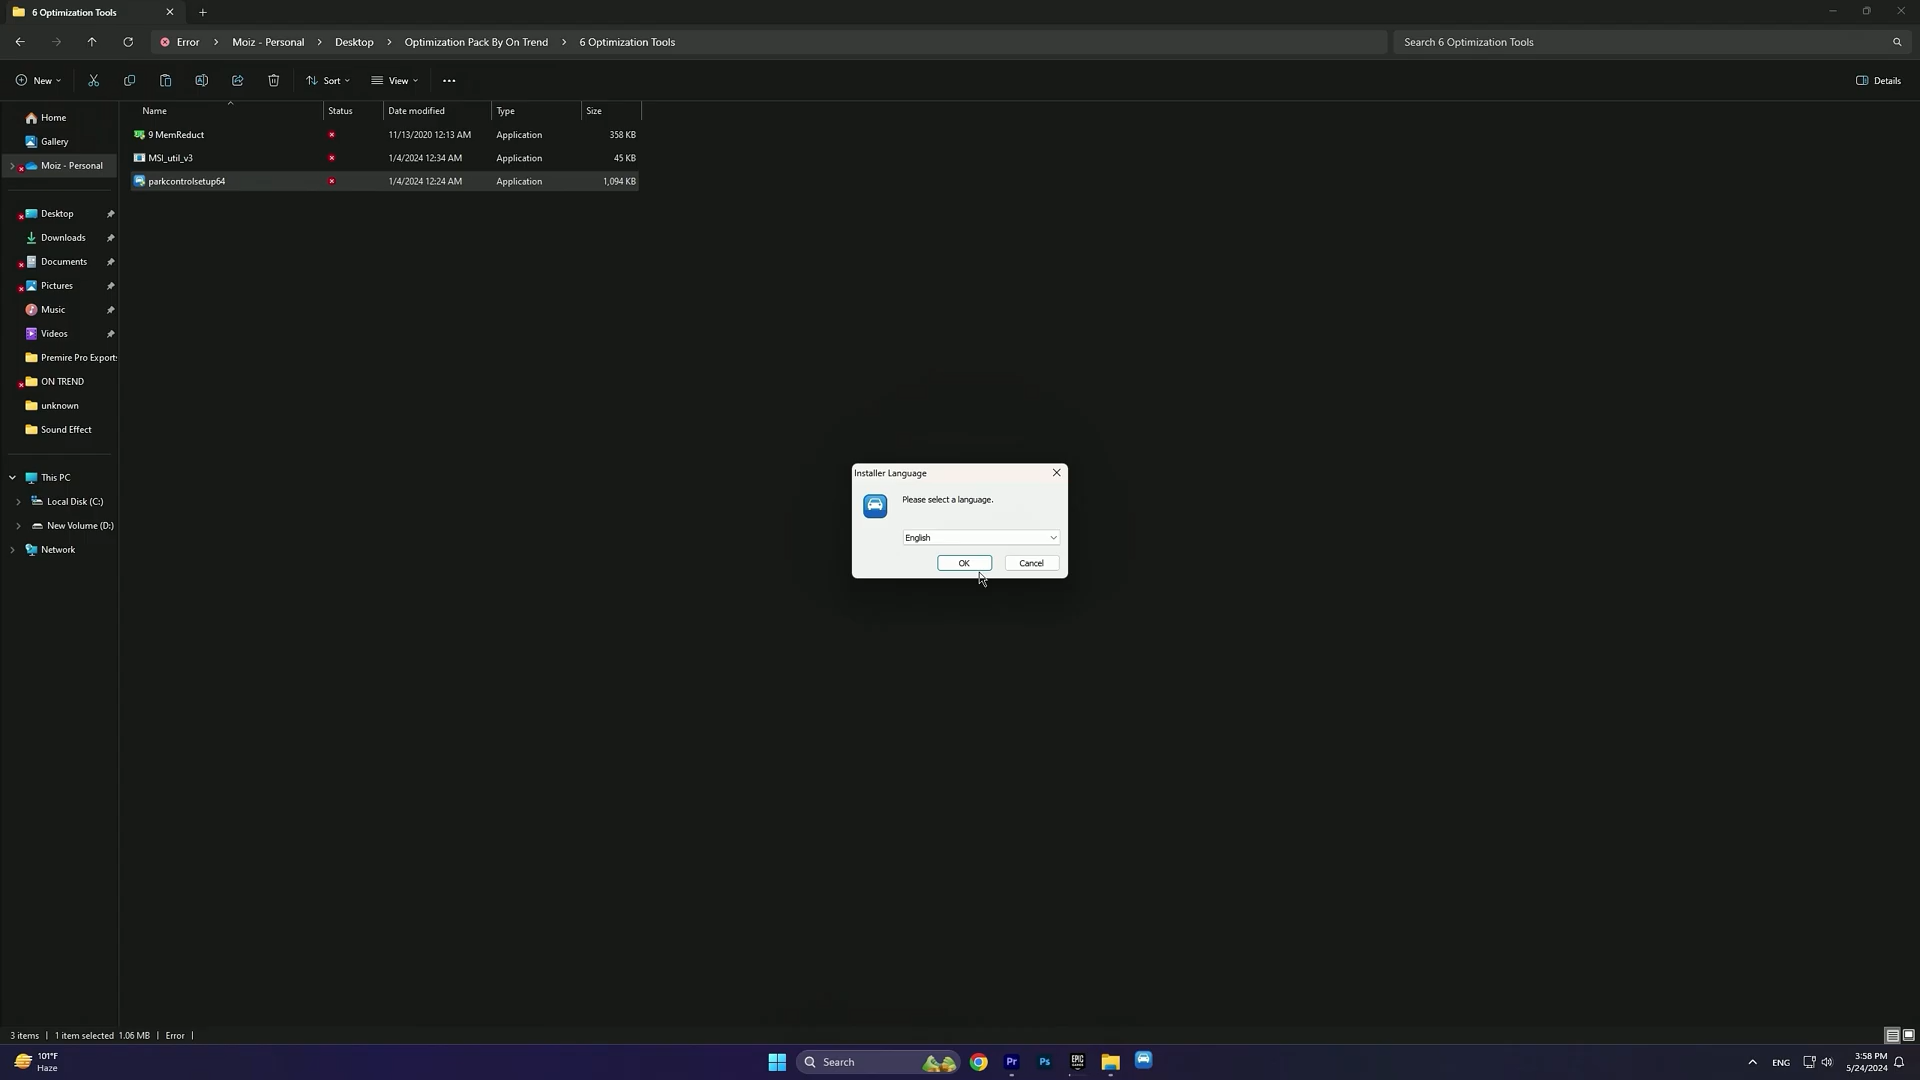 6 Optimization Tools
Error > Moiz - Personal > Desktop > Optimization Pack By On Trend > 6 Optimization Tools
Search 6 Optimization Tools
New
Sort
View
Details
Name Status Date modified Type Size
9 MemReduct 11/13/2020 12:13 AM Application 358 KB
MSI_util_v3 1/4/2024 12:34 AM Application 45 KB
parkcontrolsetup64 1/4/2024 12:24 AM Application 1,094 KB
Home
Gallery
Moiz - Personal
Desktop
Downloads
Documents
Pictures
Music
Videos
Premire Pro Exports
ON TREND
unknown
Sound Effect
This PC
Local Disk (C:)
New Volume (D:)
Network
Installer Language
Please select a language.
English
OK Cancel
3 items | 1 item selected 1.06 MB | Error |
101°F
Haze
Search
Pr
Ps
EPIC
GAMES
ENG
3:58 PM
5/24/2024